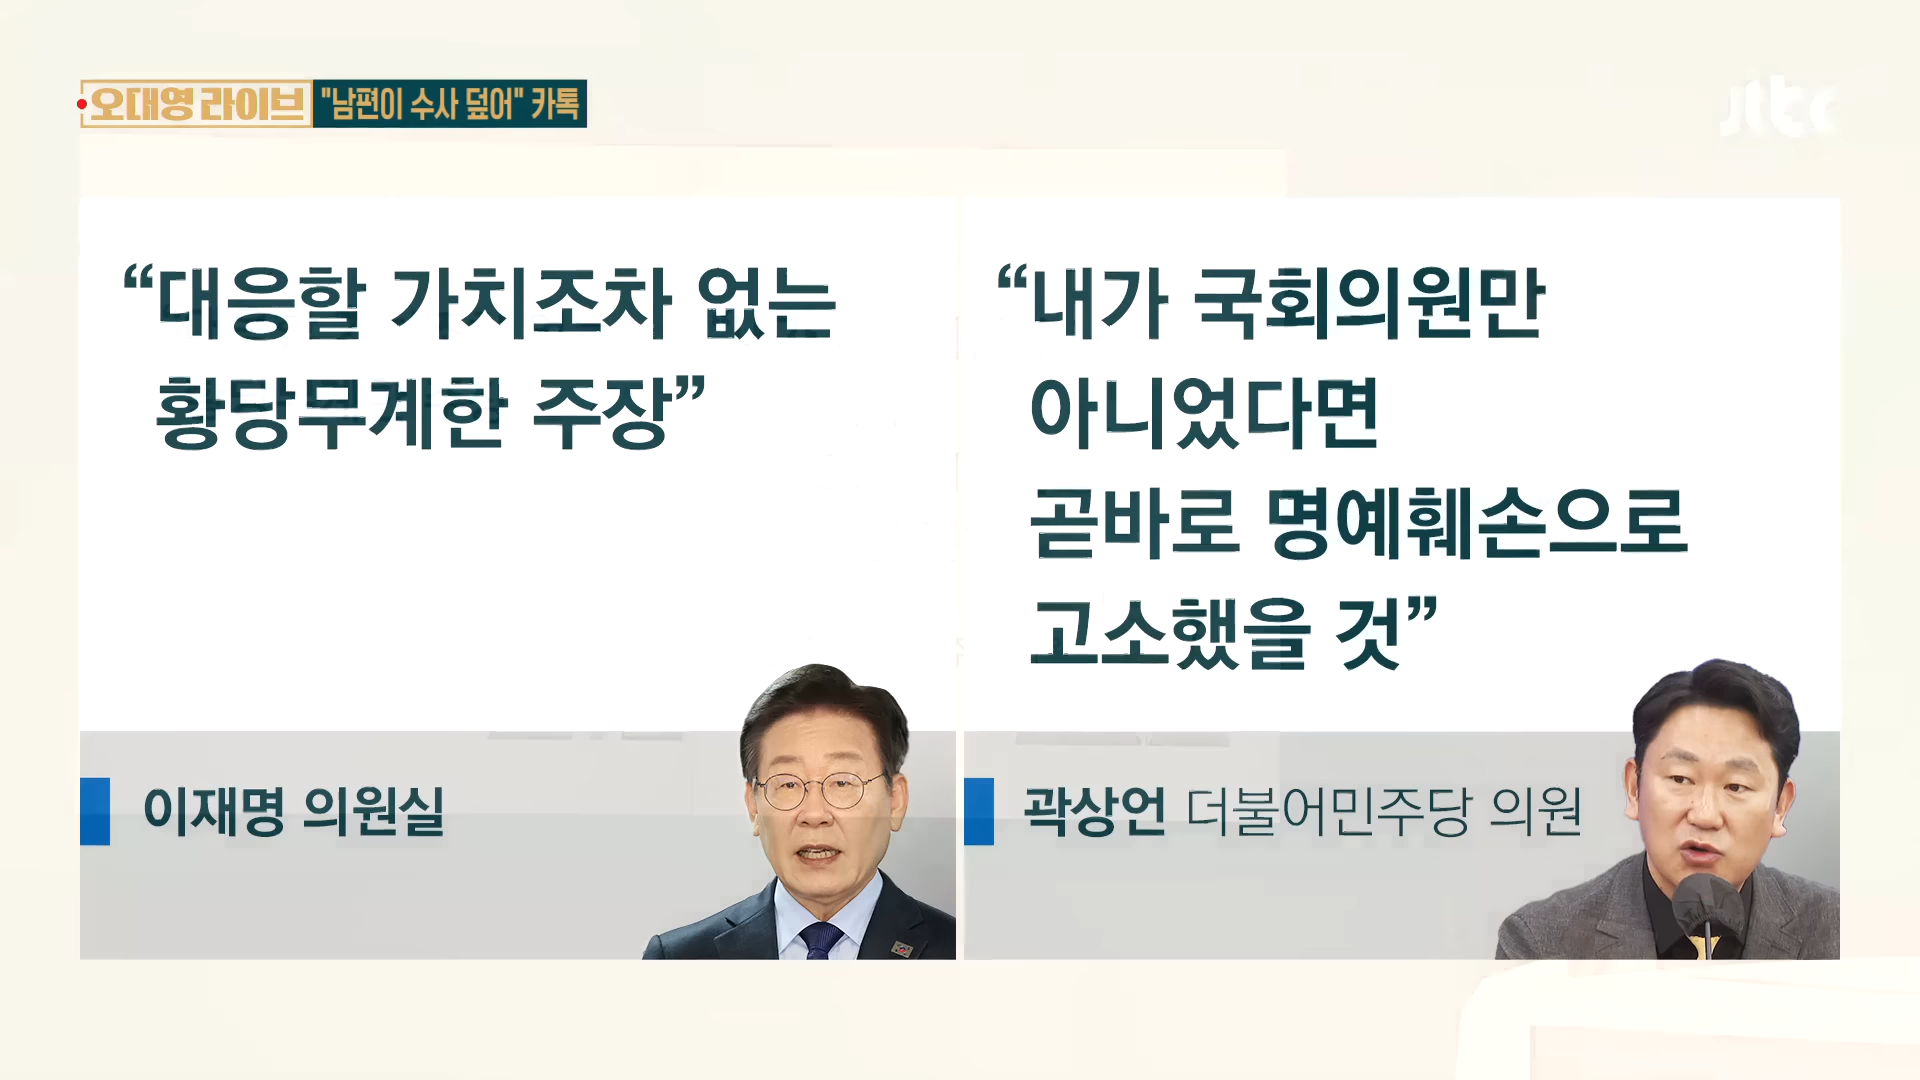 오대영 라이브 "남편이 수사 덮어" 카톡
jtbc
“대응할 가치조차 없는
황당무계한 주장”
이재명 의원실
“내가 국회의원만
아니었다면
곧바로 명예훼손으로
고소했을 것”
곽상언 더불어민주당 의원